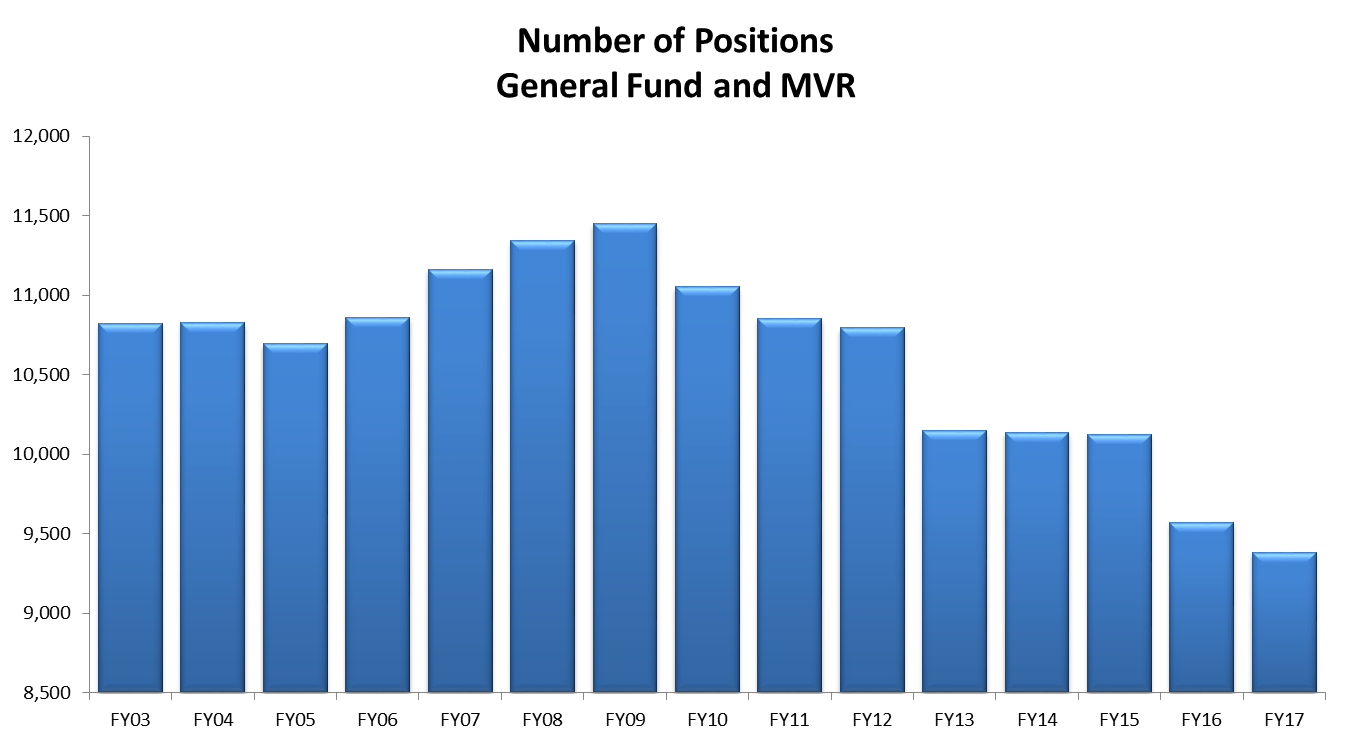 Number of Positions
General Fund and MVR
12,000
11,500
11,000
10,500
10,000
9,500
9,000
8,500
FY03 FY04 FY05 FY06 FY07 FY08 FY09 FY10 FY11 FY12 FY13 FY14 FY15 FY16 FY17